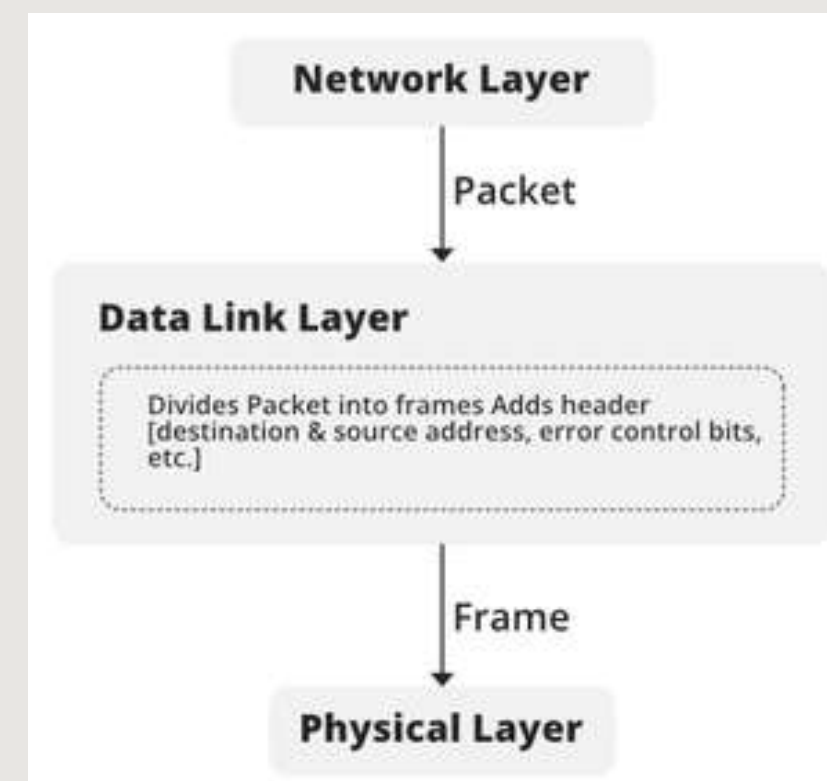 Network Layer
Packet
Data Link Layer
Divides Packet into frames Adds header
[destination & source address, error control bits,
etc.]
Frame
Physical Layer